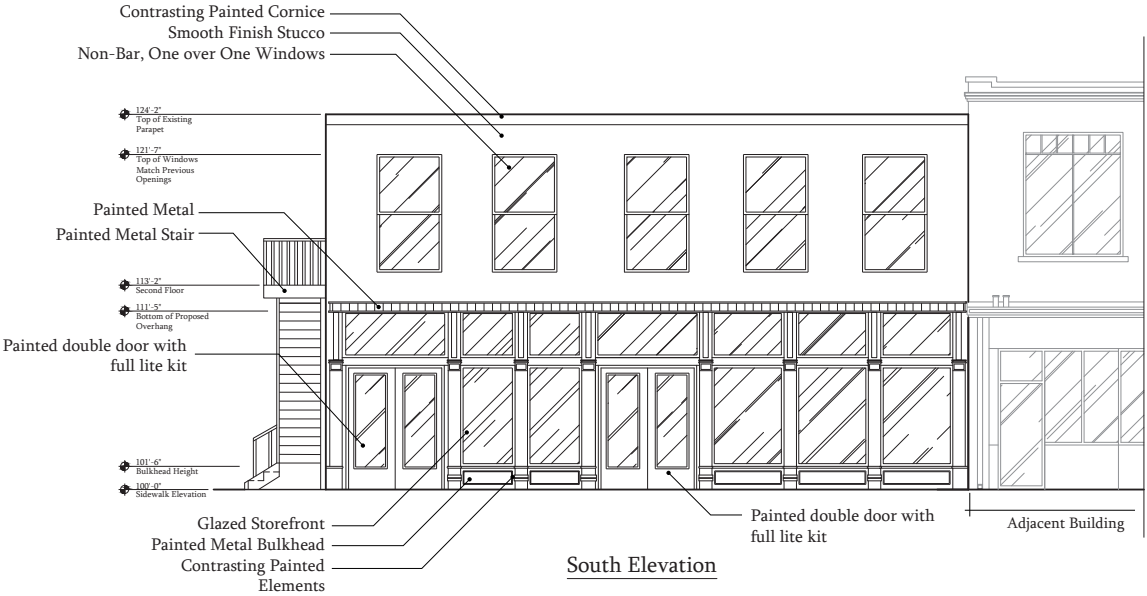 Contrasting Painted Cornice
Smooth Finish Stucco
Non-Bar, One over One Windows
124'-2"
Top of Existing
Parapet
121'-7"
Top of Windows
Match Previous
Openings
Painted Metal
Painted Metal Stair
113'-2"
Second Floor
111'-5"
Bottom of Proposed
Overhang
Painted double door with
full lite kit
101'-6"
Bulkhead Height
100'-0"
Sidewalk Elevation
Glazed Storefront
Painted Metal Bulkhead
Contrasting Painted
Elements
Painted double door with
full lite kit
Adjacent Building
South Elevation